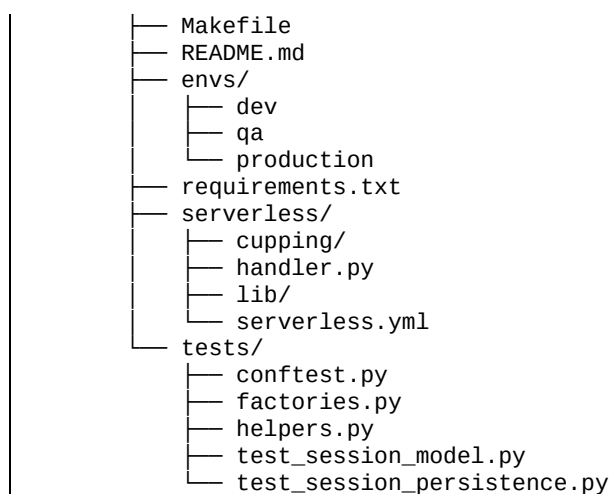 ├── Makefile
├── README.md
├── envs/
│   ├── dev
│   ├── qa
│   └── production
├── requirements.txt
├── serverless/
│   ├── cupping/
│   ├── handler.py
│   ├── lib/
│   └── serverless.yml
└── tests/
    ├── conftest.py
    ├── factories.py
    ├── helpers.py
    ├── test_session_model.py
    └── test_session_persistence.py